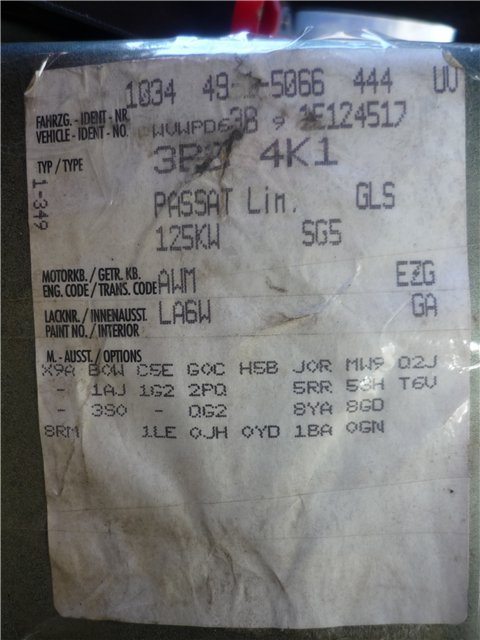 1034 49 5066 444 UV
FAHRZG. - IDENT - NR.
VEHICLE - IDENT - NO. 9 1E124517
TYP / TYPE 4K1
1-349
PASSAT Lim. GLS
125KW SG5
MOTORKB. / GETR. KB.
ENG. CODE / TRANS. CODE AWM EZG
LACKNR. / INNENAUSST.
PAINT NO. / INTERIOR LA6W GA
M. - AUSST. / OPTIONS
X9A B0W C5E G0C H5B J0R MW9 Q2J
- 1AJ 1G2 2PQ 5RR 5SH T6V
- 3S0 - QG2 8YA 8GD
8RM 1LE 0JH 0YD 1BA 0GN